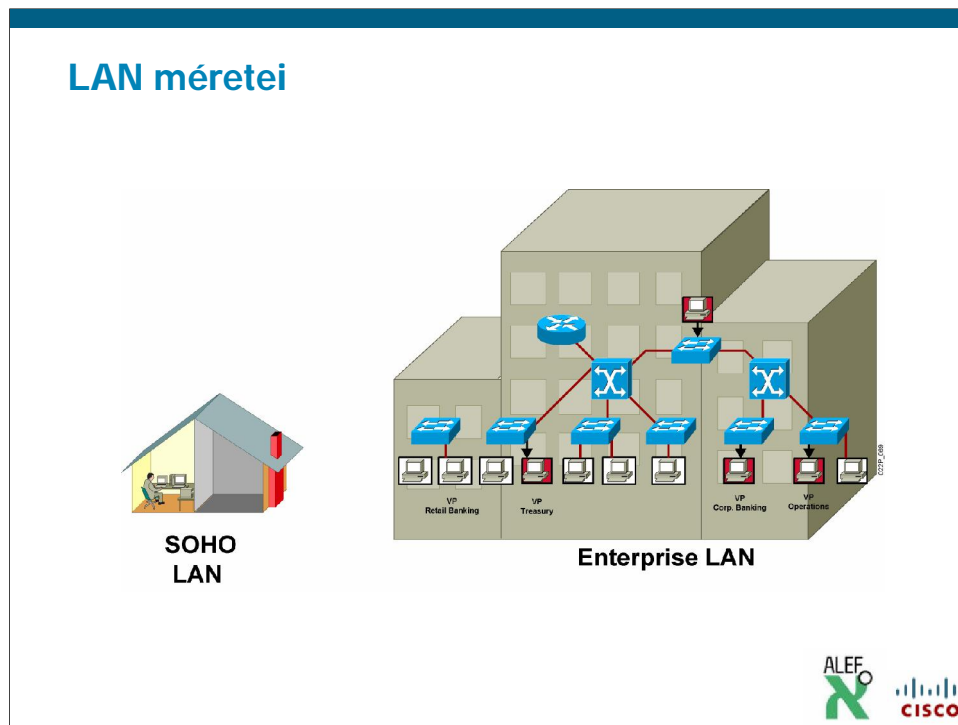 LAN méretei
SOHO
LAN
VP
Retail Banking
VP
Treasury
VP
Corp. Banking
VP
Operations
Enterprise LAN
ALEF
CISCO